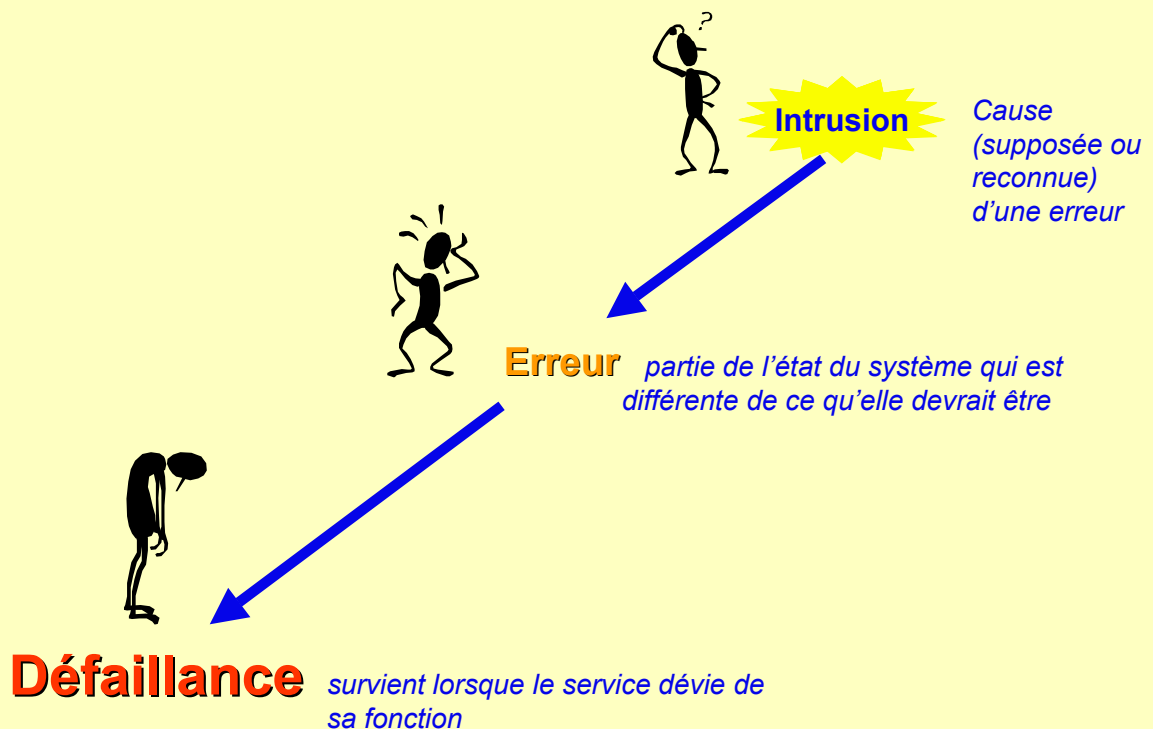 ?
Intrusion
Cause
(supposée ou
reconnue)
d’une erreur
Erreur partie de l’état du système qui est
différente de ce qu’elle devrait être
Défaillance survient lorsque le service dévie de
sa fonction